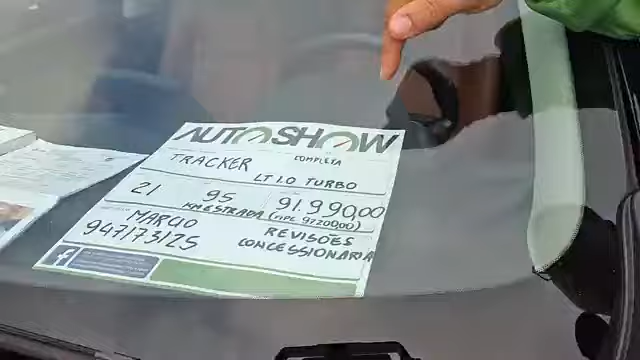 AUTOSHOW
TRACKER COMPLETA
LT 1.0 TURBO
21 95 91.990,00
KM ESTRADA (FIPE 97200,00)
MARCIO REVISÕES
947173125 CONCESSIONARIA
f